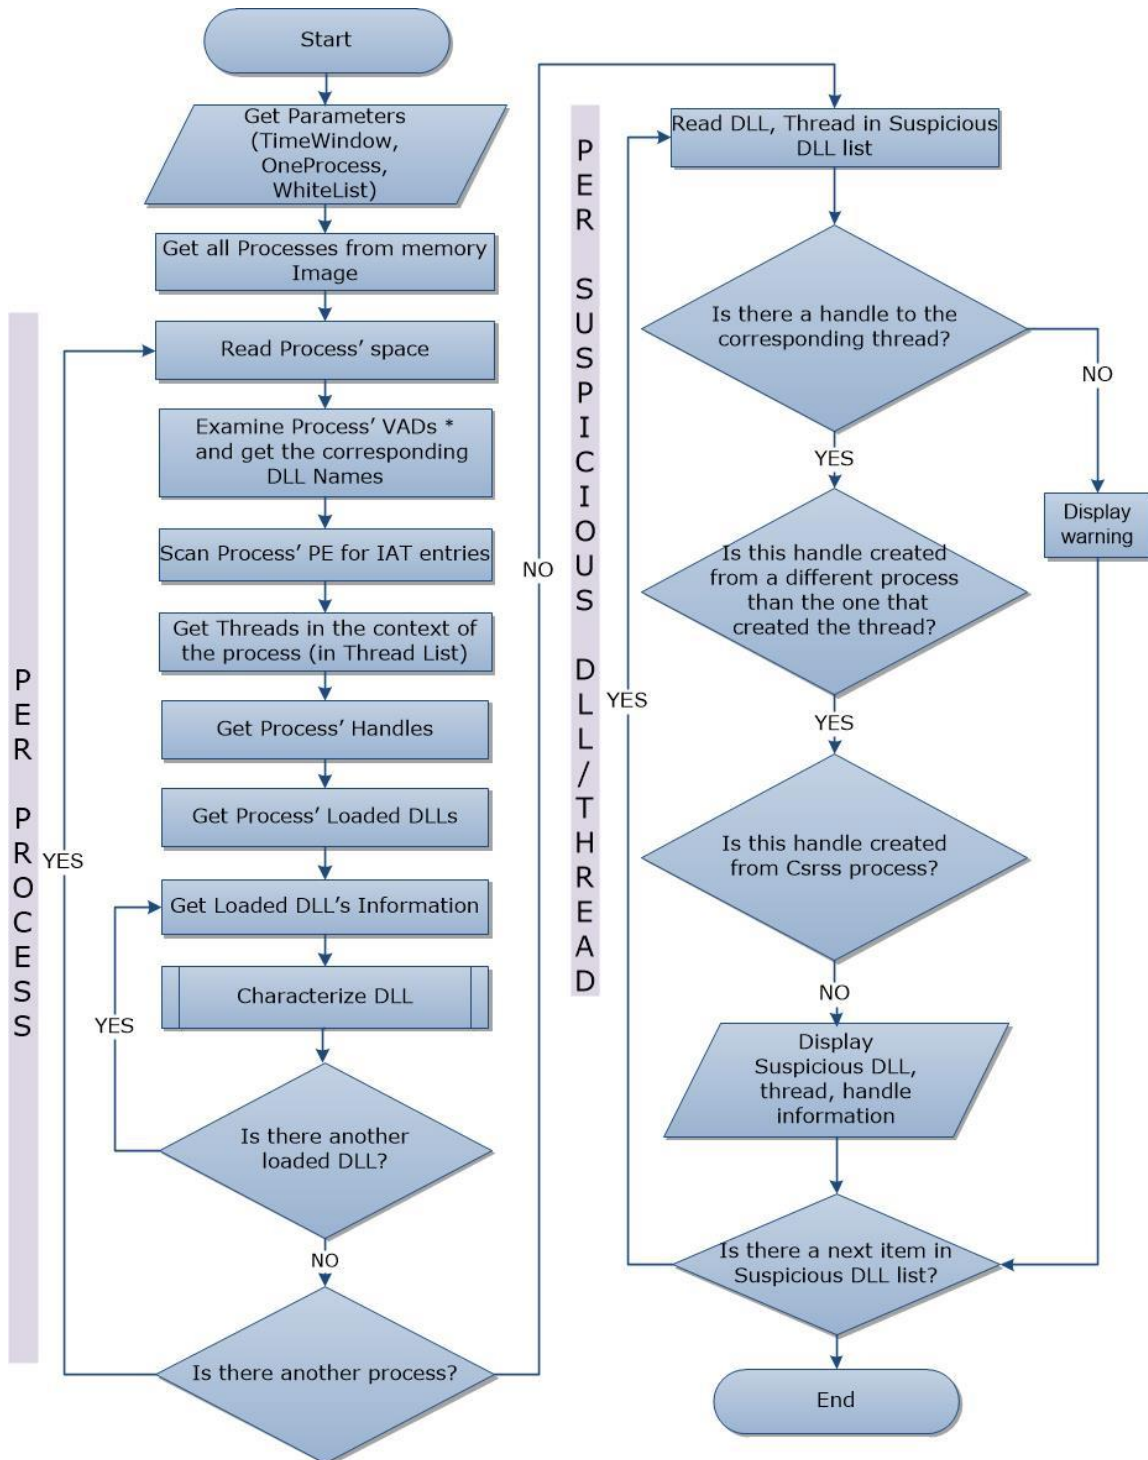 Start
Get Parameters
(TimeWindow,
OneProcess,
WhiteList)
Get all Processes from memory
Image
PER PROCESS
Read Process’ space
Examine Process’ VADs *
and get the corresponding
DLL Names
Scan Process’ PE for IAT entries
Get Threads in the context of
the process (in Thread List)
Get Process’ Handles
Get Process’ Loaded DLLs
Get Loaded DLL’s Information
Characterize DLL
YES
Is there another
loaded DLL?
NO
YES
Is there another process?
NO
PER SUSPICIOUS DLL/THREAD
Read DLL, Thread in Suspicious
DLL list
Is there a handle to the
corresponding thread?
NO
Display
warning
YES
Is this handle created
from a different process
than the one that
created the thread?
YES
Is this handle created
from Csrss process?
NO
Display
Suspicious DLL,
thread, handle
information
Is there a next item in
Suspicious DLL list?
YES
End